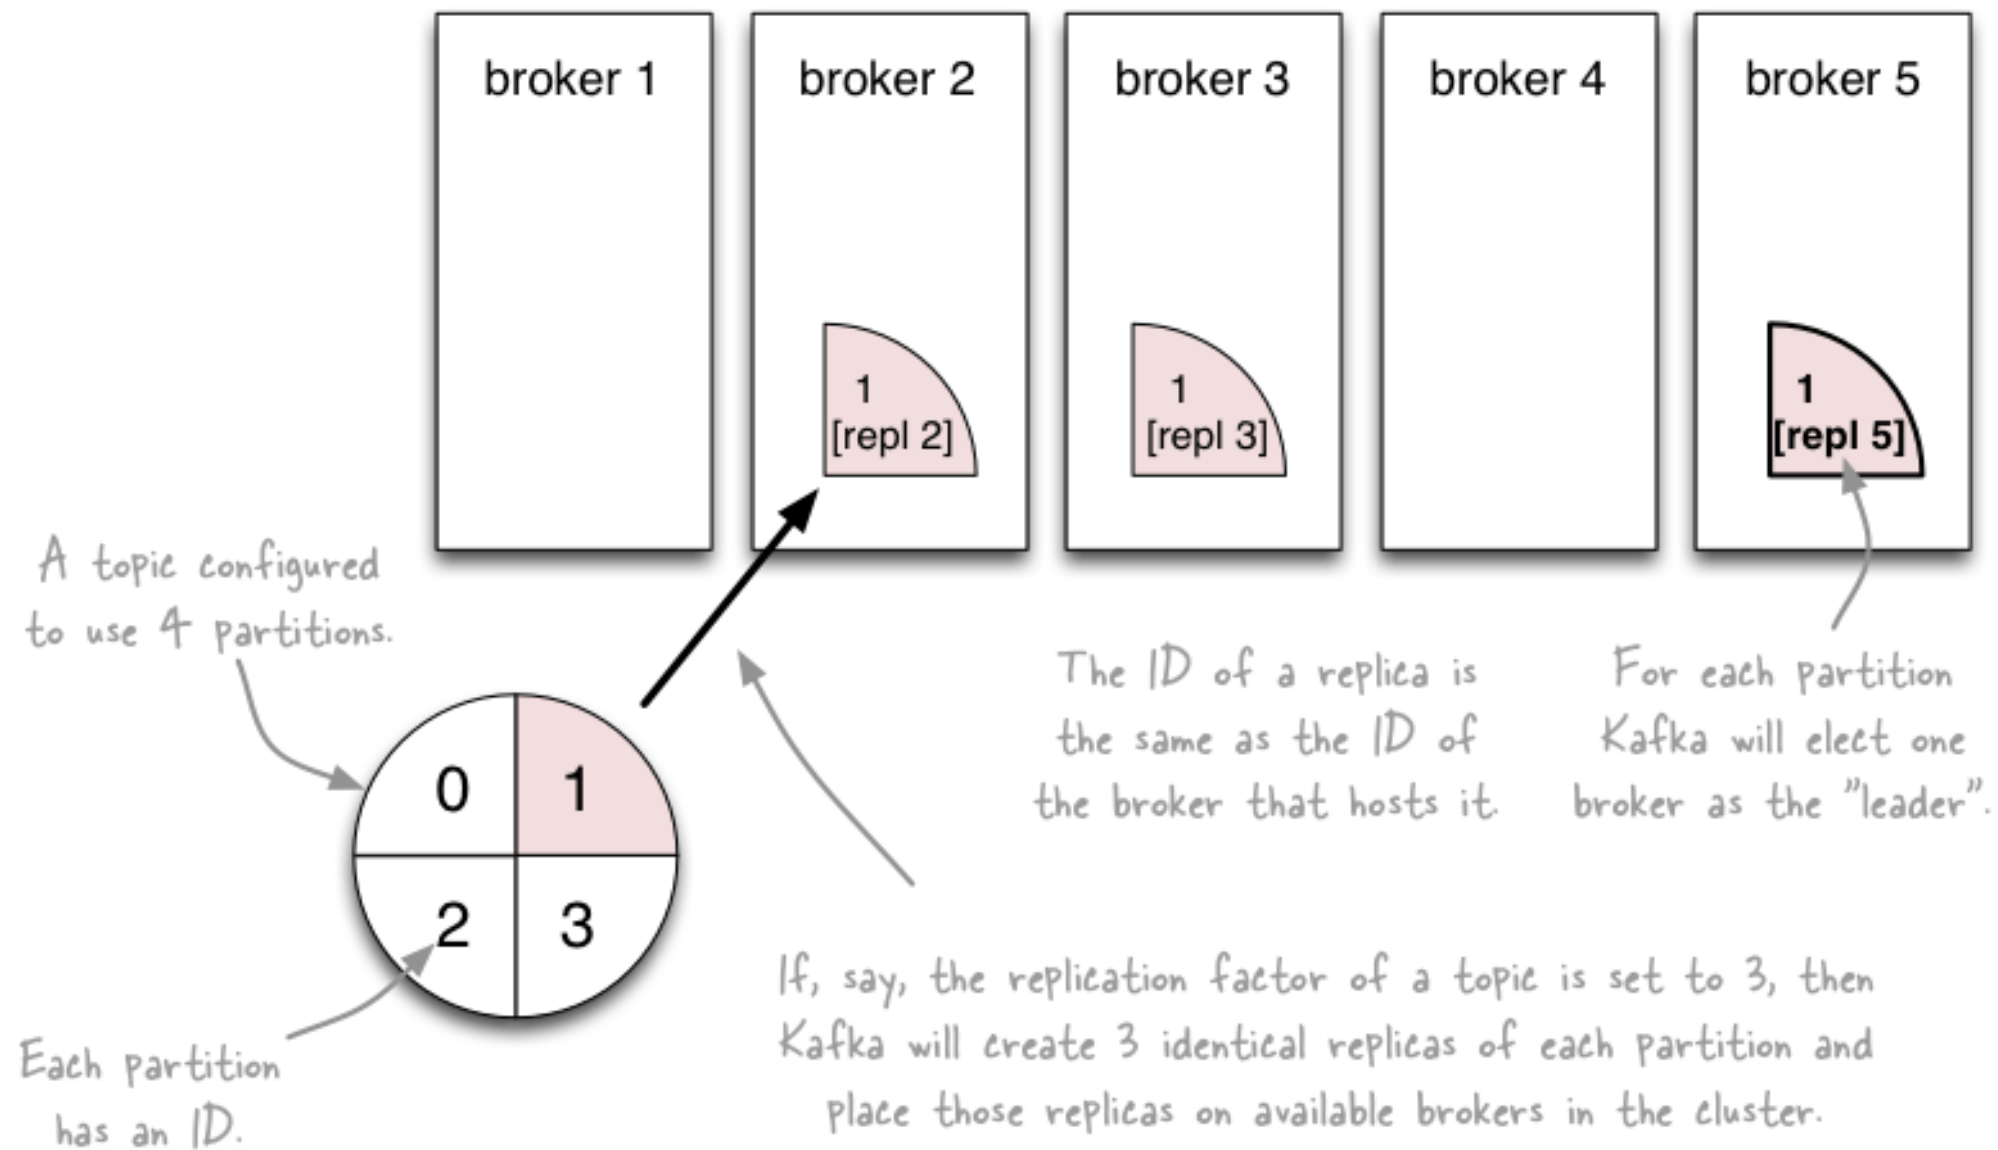 broker 1
broker 2
broker 3
broker 4
broker 5
1
[repl 2]
1
[repl 3]
1
[repl 5]
A topic configured
to use 4 partitions.
0
1
2
3
Each partition
has an ID.
The ID of a replica is
the same as the ID of
the broker that hosts it.
For each partition
Kafka will elect one
broker as the "leader".
If, say, the replication factor of a topic is set to 3, then
Kafka will create 3 identical replicas of each partition and
place those replicas on available brokers in the cluster.